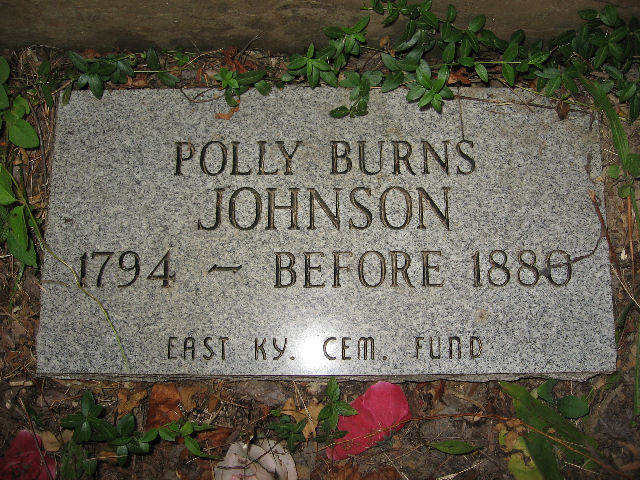 POLLY BURNS
JOHNSON
1794 ~ BEFORE 1880
EAST KY. CEM. FUND